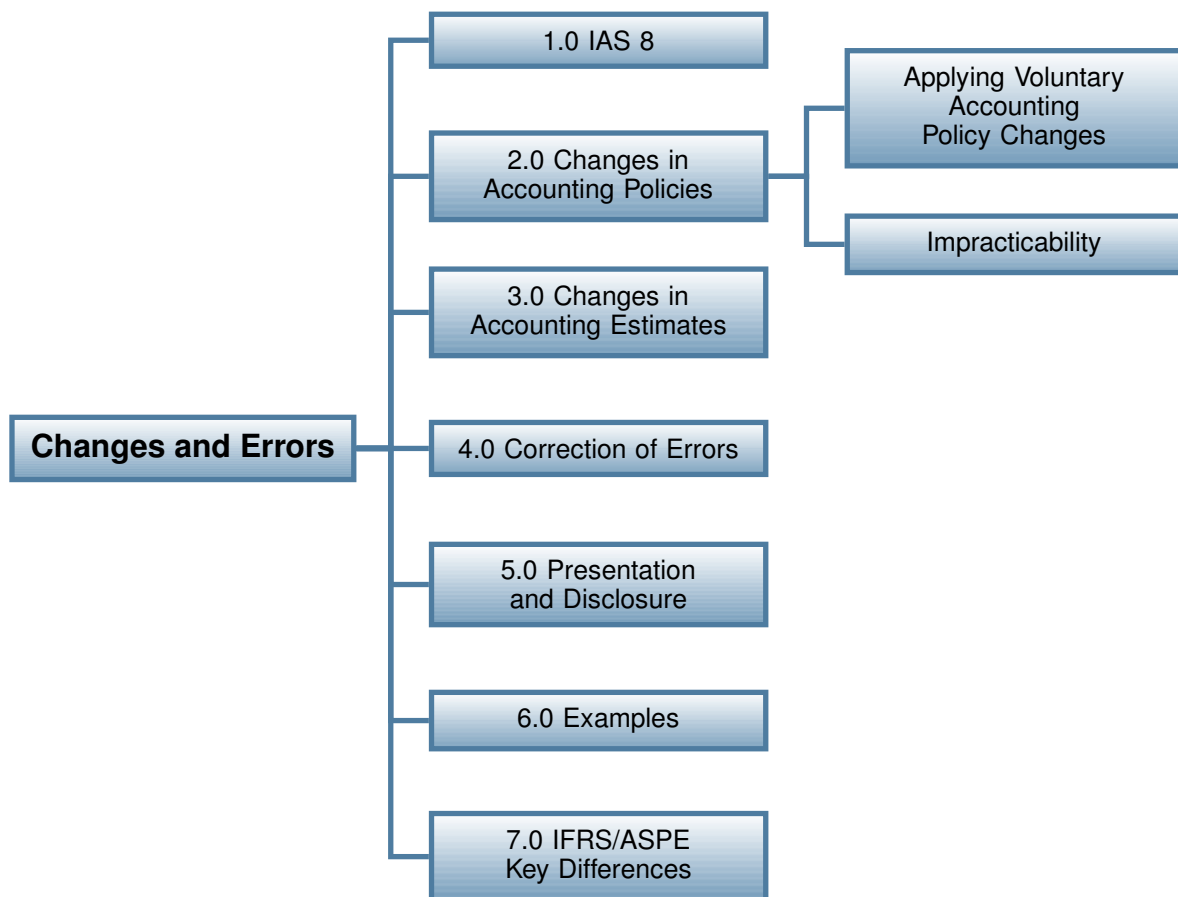 1.0 IAS 8
Applying Voluntary
Accounting
Policy Changes
2.0 Changes in
Accounting Policies
Impracticability
3.0 Changes in
Accounting Estimates
Changes and Errors
4.0 Correction of Errors
5.0 Presentation
and Disclosure
6.0 Examples
7.0 IFRS/ASPE
Key Differences